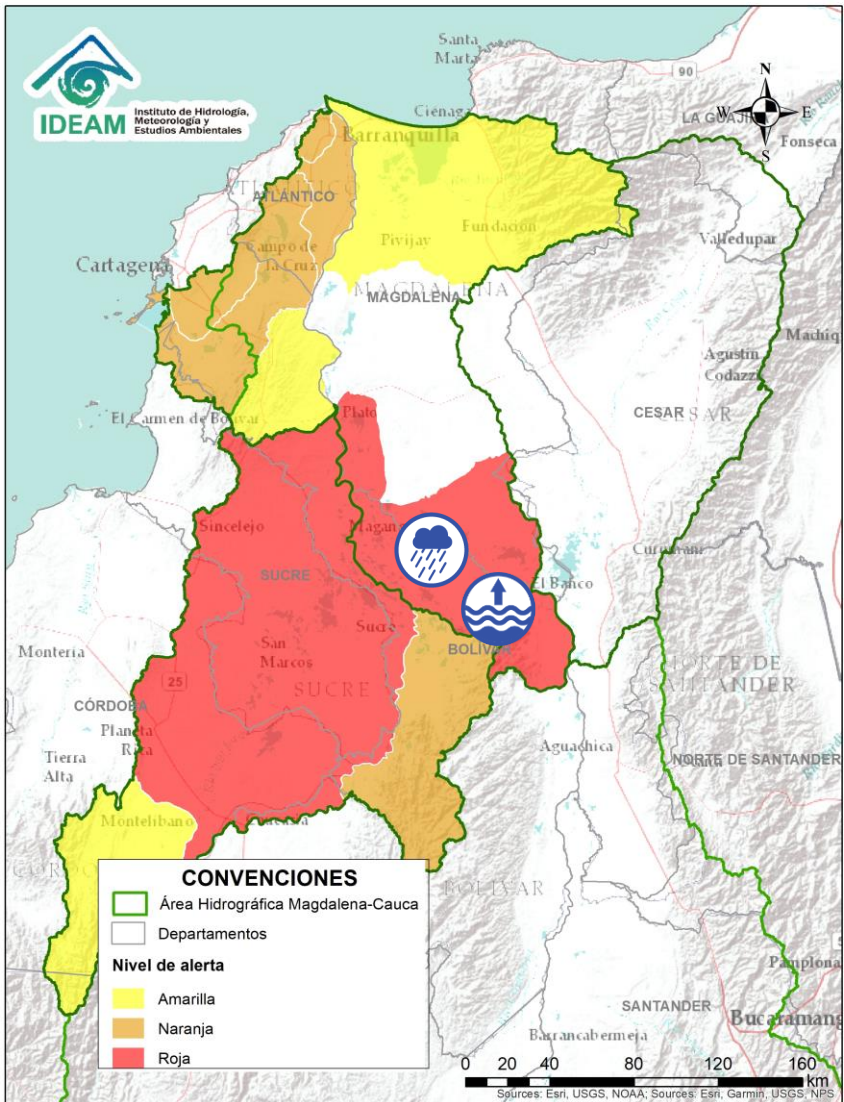 IDEAM
Instituto de Hidrología,
Meteorología y
Estudios Ambientales
Santa
Marta
90
N
W
E
S
LA GUAJIRA
Fonseca
Ciénaga
Barranquilla
ATLÁNTICO
Pivijay
Fundación
Valledupar
Campo de
la Cruz
Cartagena
MAGDALENA
MAGDALENA
Agustín
Codazzi
CESAR
CESAR
El Carmen de Bolívar
Plato
Sincelejo
Magangué
Curumaní
El Banco
SUCRE
Sucre
Montería
San
Marcos
BOLÍVAR
NORTE DE
SANTANDER
25
SUCRE
CÓRDOBA
Planeta
Rica
Tierra
Alta
Aguachica
NORTE DE SANTANDER
Montelíbano
Caucasia
BOLÍVAR
CONVENCIONES
Área Hidrográfica Magdalena-Cauca
Departamentos
Nivel de alerta
Amarilla
Naranja
Roja
Pamplona
SANTANDER
Bucaramang
Barrancabermeja
0 20 40 80 120 160
km
Sources: Esri, USGS, NOAA; Sources: Esri, Garmin, USGS, NPS